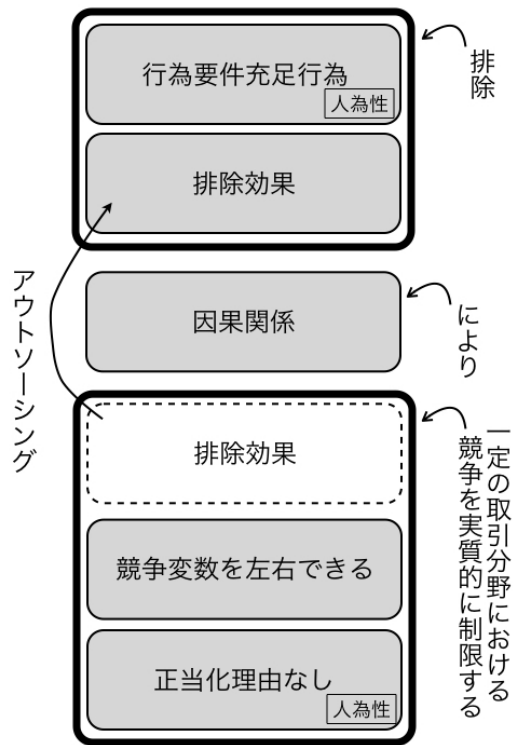 行為要件充足行為
人為性
排除
排除効果
アウトソーシング
因果関係
により
排除効果
一定の取引分野における
競争を実質的に制限する
競争変数を左右できる
正当化理由なし
人為性